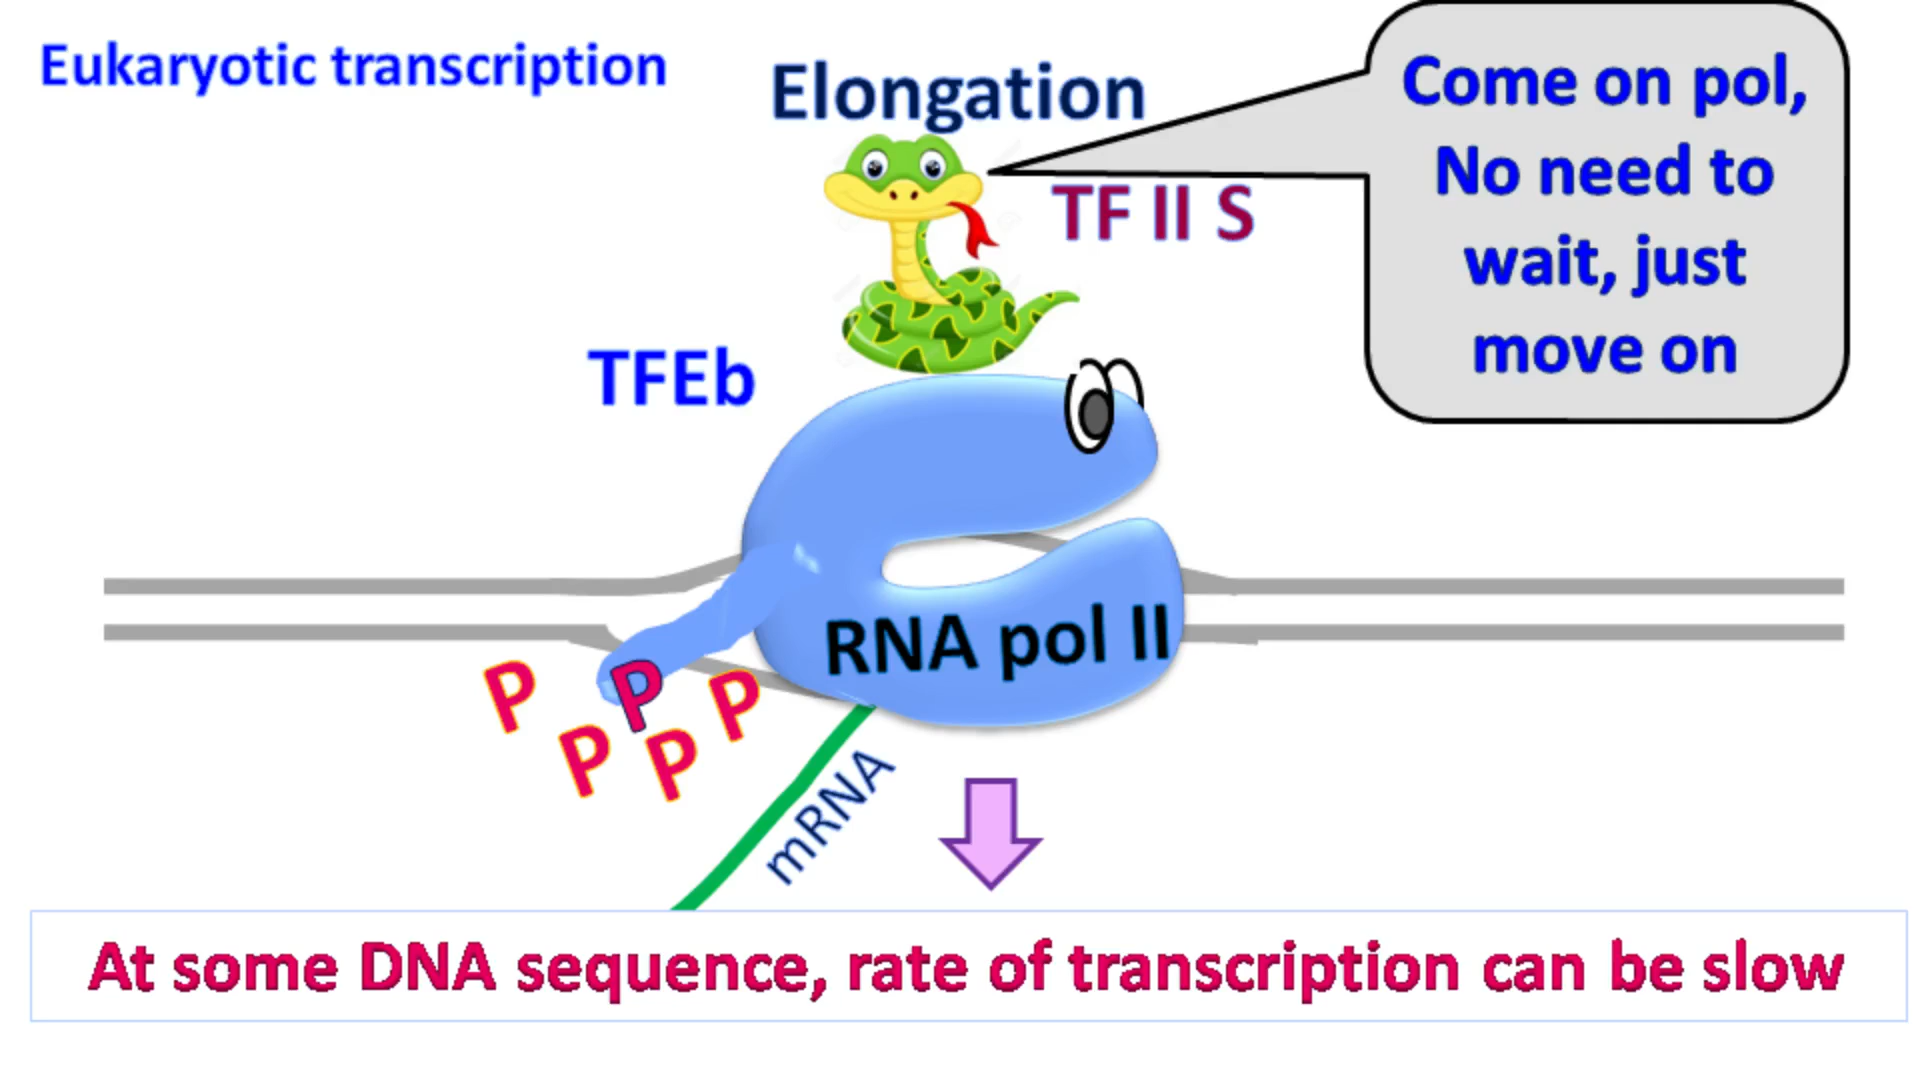 Eukaryotic transcription
Elongation
Come on pol,
No need to
wait, just
move on
TF II S
TFEb
RNA pol II
P
P
P
P
P
mRNA
At some DNA sequence, rate of transcription can be slow